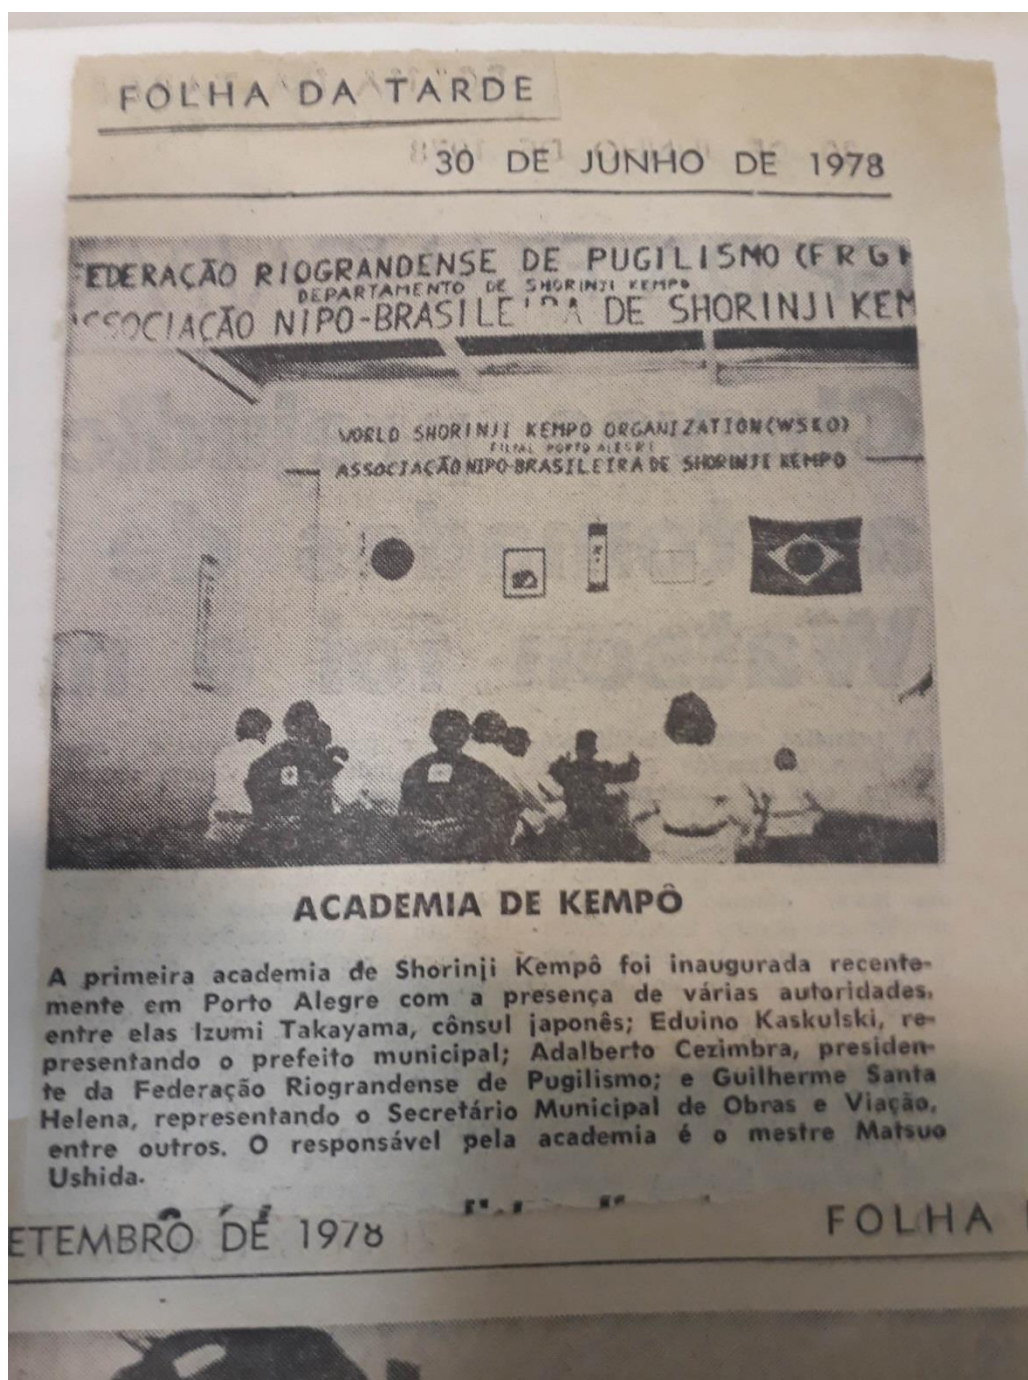 FOLHA DA TARDE
30 DE JUNHO DE 1978
FEDERAÇÃO RIOGRANDENSE DE PUGILISMO (FRG
DEPARTAMENTO DE SHORINJI KEMPO
ASSOCIAÇÃO NIPO-BRASILEIRA DE SHORINJI KEM
WORLD SHORINJI KEMPO ORGANIZATION (WSKO)
FILIAL PORTO ALEGRE
ASSOCIAÇÃO NIPO-BRASILEIRA DE SHORINJI KEMPO
ACADEMIA DE KEMPÔ
A primeira academia de Shorinji Kempô foi inaugurada recente-
mente em Porto Alegre com a presença de várias autoridades,
entre elas Izumi Takayama, cônsul japonês; Eduino Kaskulski, re-
presentando o prefeito municipal; Adalberto Cezimbra, presiden-
te da Federação Riograndense de Pugilismo; e Guilherme Santa
Helena, representando o Secretário Municipal de Obras e Viação,
entre outros. O responsável pela academia é o mestre Matsuo
Ushida.
ETEMBRO DE 1978
FOLHA